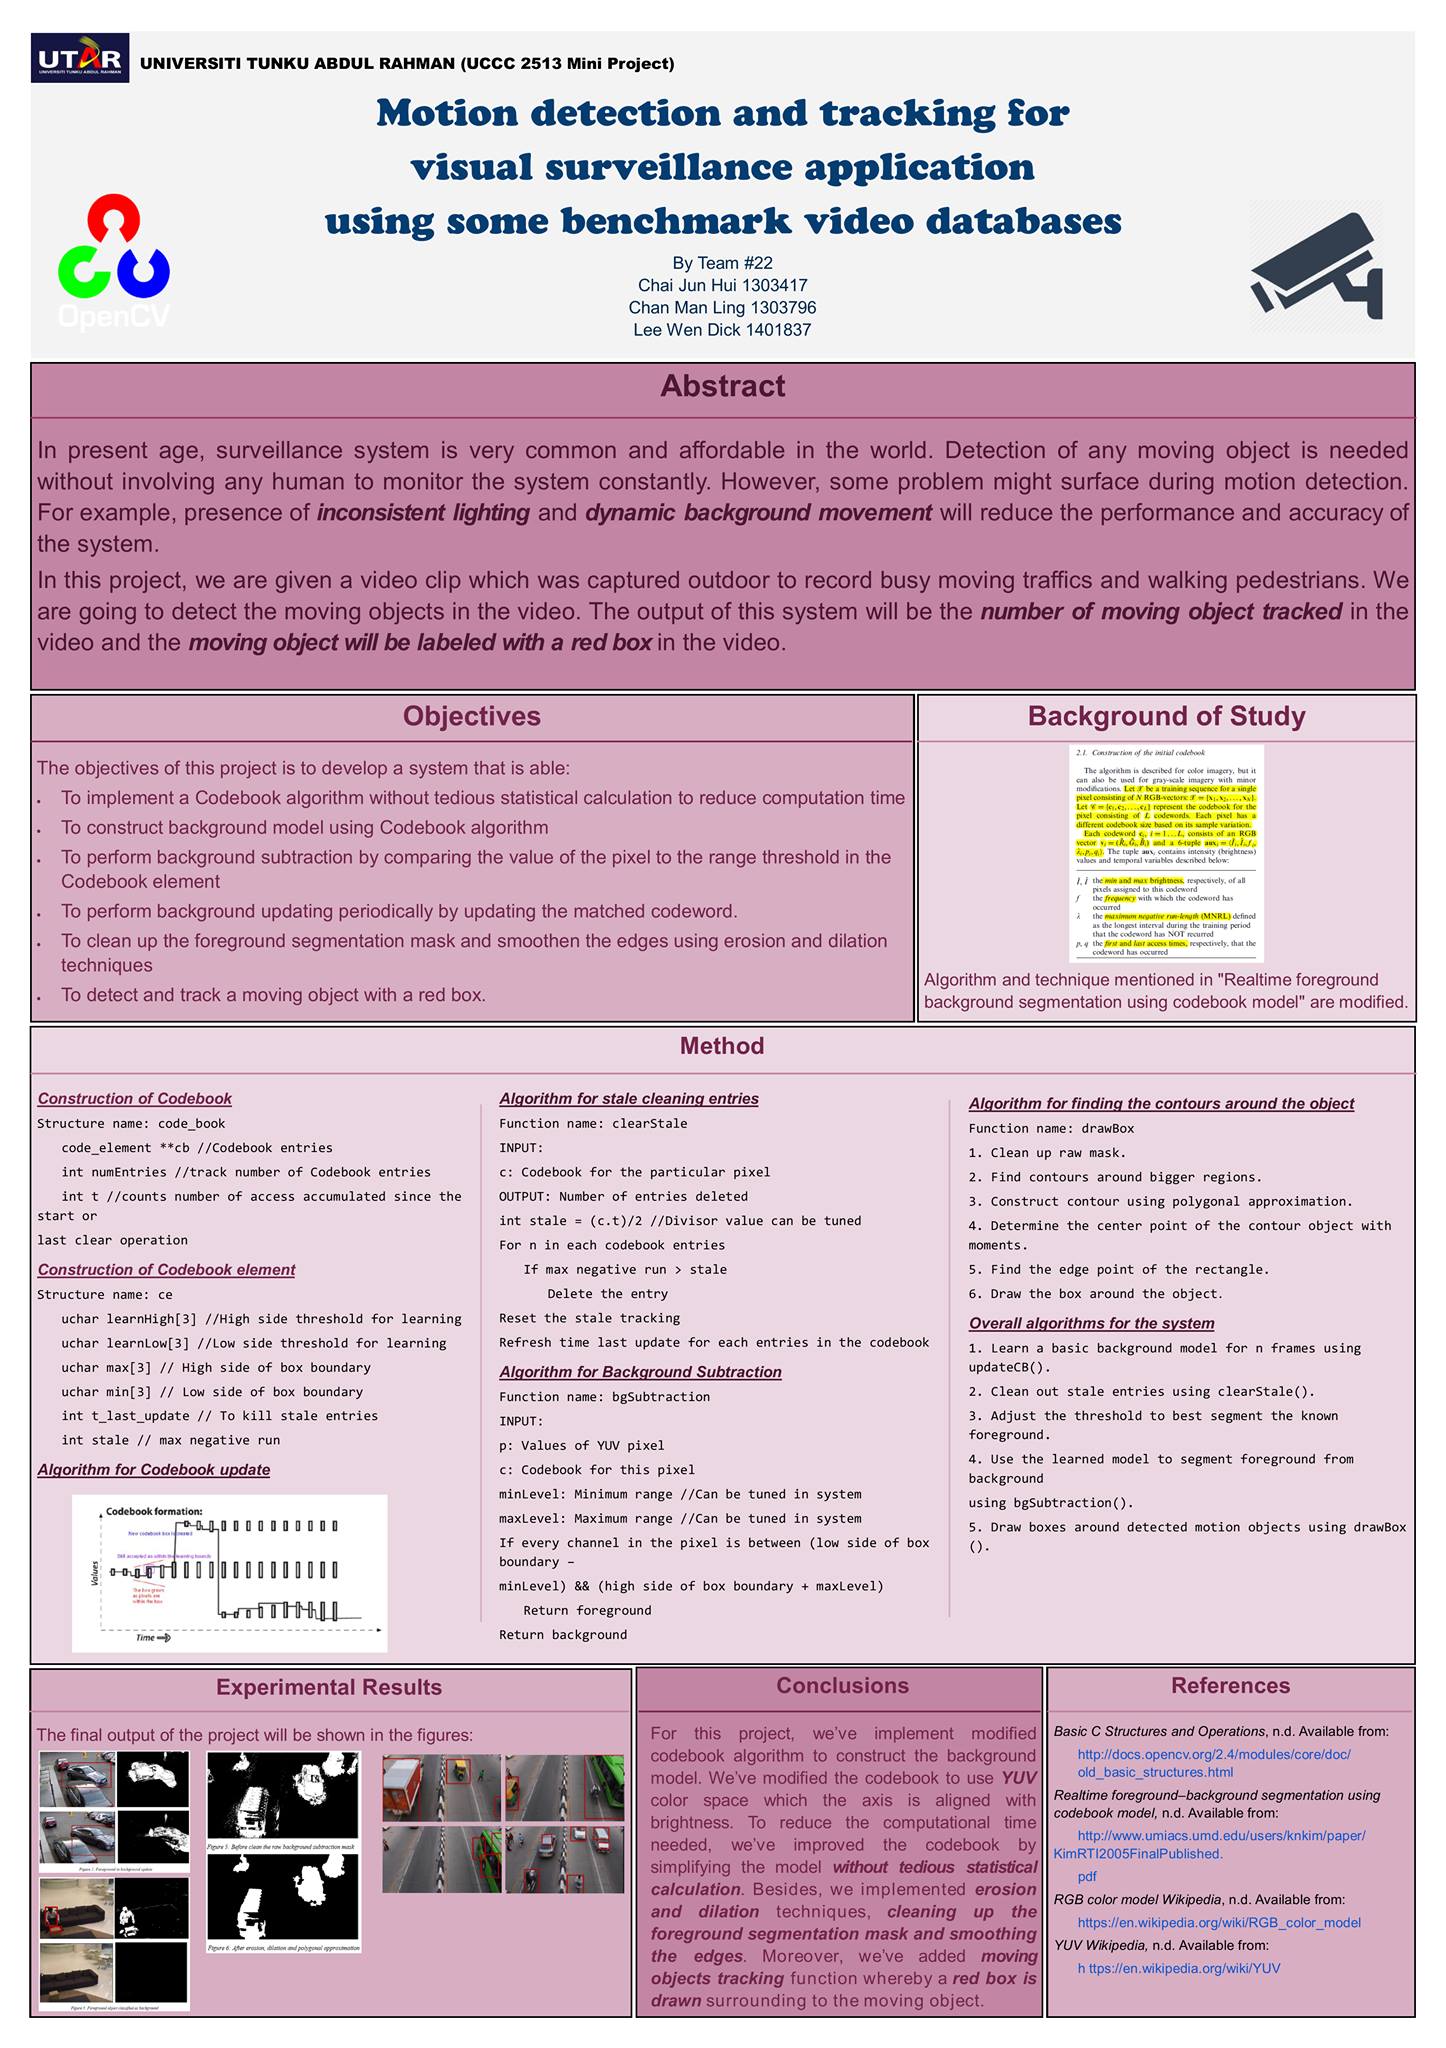 UTAR
UNIVERSITI TUNKU ABDUL RAHMAN
UNIVERSITI TUNKU ABDUL RAHMAN (UCCC 2513 Mini Project)
Motion detection and tracking for
visual surveillance application
using some benchmark video databases
OpenCV
By Team #22
Chai Jun Hui 1303417
Chan Man Ling 1303796
Lee Wen Dick 1401837
Abstract
In present age, surveillance system is very common and affordable in the world. Detection of any moving object is needed
without involving any human to monitor the system constantly. However, some problem might surface during motion detection.
For example, presence of inconsistent lighting and dynamic background movement will reduce the performance and accuracy of
the system.
In this project, we are given a video clip which was captured outdoor to record busy moving traffics and walking pedestrians. We
are going to detect the moving objects in the video. The output of this system will be the number of moving object tracked in the
video and the moving object will be labeled with a red box in the video.
Objectives
The objectives of this project is to develop a system that is able:
• To implement a Codebook algorithm without tedious statistical calculation to reduce computation time
• To construct background model using Codebook algorithm
• To perform background subtraction by comparing the value of the pixel to the range threshold in the
Codebook element
• To perform background updating periodically by updating the matched codeword.
• To clean up the foreground segmentation mask and smoothen the edges using erosion and dilation
techniques
• To detect and track a moving object with a red box.
Background of Study
2.1. Construction of the initial codebook
The algorithm is described for color imagery, but it
can also be used for gray-scale imagery with minor
modifications. Let 𝒳 be a training sequence for a single
pixel consisting of N RGB-vectors: 𝒳 = {x1, x2, ..., xN}.
Let 𝒞 = {c1, c2, ..., cL} represent the codebook for the
pixel consisting of L codewords. Each pixel has a
different codebook size based on its sample variation.
Each codeword ci, i = 1...L, consists of an RGB
vector vi = (R̄i, Ḡi, B̄i) and a 6-tuple auxi = ⟨Ǐi, Îi, fi,
λi, pi, qi⟩. The tuple auxi contains intensity (brightness)
values and temporal variables described below:
Ǐ, Î the min and max brightness, respectively, of all
pixels assigned to this codeword
f the frequency with which the codeword has
occurred
λ the maximum negative run-length (MNRL) defined
as the longest interval during the training period
that the codeword has NOT recurred
p, q the first and last access times, respectively, that the
codeword has occurred
Algorithm and technique mentioned in "Realtime foreground
background segmentation using codebook model" are modified.
Method
Construction of Codebook
Structure name: code_book
code_element **cb //Codebook entries
int numEntries //track number of Codebook entries
int t //counts number of access accumulated since the
start or
last clear operation
Construction of Codebook element
Structure name: ce
uchar learnHigh[3] //High side threshold for learning
uchar learnLow[3] //Low side threshold for learning
uchar max[3] // High side of box boundary
uchar min[3] // Low side of box boundary
int t_last_update // To kill stale entries
int stale // max negative run
Algorithm for Codebook update
Codebook formation:
New codebook box is created
Still accepted as within the learning bounds
The box grows
as pixels are
within the box
Values
Time
Algorithm for stale cleaning entries
Function name: clearStale
INPUT:
c: Codebook for the particular pixel
OUTPUT: Number of entries deleted
int stale = (c.t)/2 //Divisor value can be tuned
For n in each codebook entries
If max negative run > stale
Delete the entry
Reset the stale tracking
Refresh time last update for each entries in the codebook
Algorithm for Background Subtraction
Function name: bgSubtraction
INPUT:
p: Values of YUV pixel
c: Codebook for this pixel
minLevel: Minimum range //Can be tuned in system
maxLevel: Maximum range //Can be tuned in system
If every channel in the pixel is between (low side of box
boundary –
minLevel) && (high side of box boundary + maxLevel)
Return foreground
Return background
Algorithm for finding the contours around the object
Function name: drawBox
1. Clean up raw mask.
2. Find contours around bigger regions.
3. Construct contour using polygonal approximation.
4. Determine the center point of the contour object with
moments.
5. Find the edge point of the rectangle.
6. Draw the box around the object.
Overall algorithms for the system
1. Learn a basic background model for n frames using
updateCB().
2. Clean out stale entries using clearStale().
3. Adjust the threshold to best segment the known
foreground.
4. Use the learned model to segment foreground from
background
using bgSubtraction().
5. Draw boxes around detected motion objects using drawBox
().
Experimental Results
The final output of the project will be shown in the figures:
Foreground to background update
Foreground object classified as background
Figure 5. Before clean the raw background subtraction mask
Figure 6. After erosion, dilation and polygonal approximation
Conclusions
For this project, we've implement modified
codebook algorithm to construct the background
model. We've modified the codebook to use YUV
color space which the axis is aligned with
brightness. To reduce the computational time
needed, we've improved the codebook by
simplifying the model without tedious statistical
calculation. Besides, we implemented erosion
and dilation techniques, cleaning up the
foreground segmentation mask and smoothing
the edges. Moreover, we've added moving
objects tracking function whereby a red box is
drawn surrounding to the moving object.
References
Basic C Structures and Operations, n.d. Available from:
http://docs.opencv.org/2.4/modules/core/doc/
old_basic_structures.html
Realtime foreground–background segmentation using
codebook model, n.d. Available from:
http://www.umiacs.umd.edu/users/knkim/paper/
KimRTI2005FinalPublished.
pdf
RGB color model Wikipedia, n.d. Available from:
https://en.wikipedia.org/wiki/RGB_color_model
YUV Wikipedia, n.d. Available from:
h ttps://en.wikipedia.org/wiki/YUV